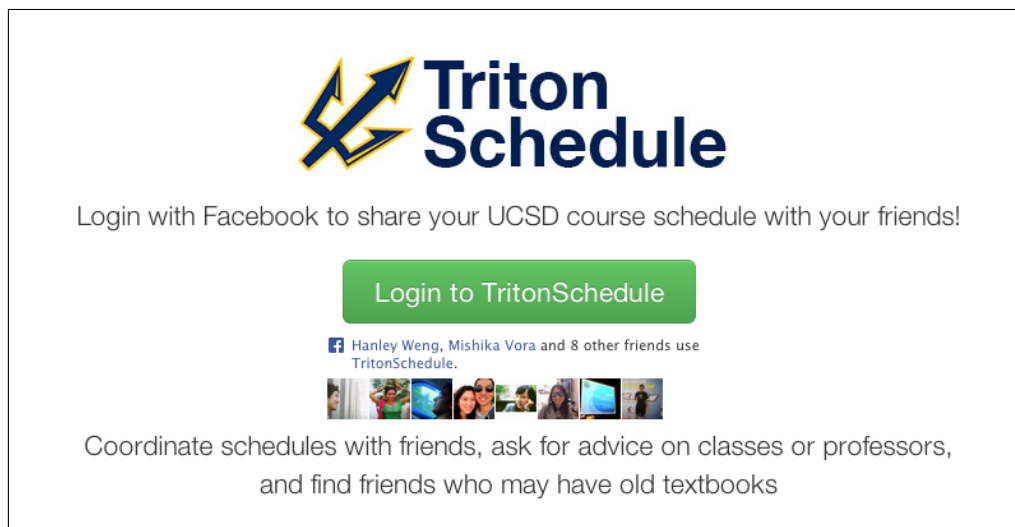 Triton
Schedule
Login with Facebook to share your UCSD course schedule with your friends!
Login to TritonSchedule
Hanley Weng, Mishika Vora and 8 other friends use
TritonSchedule.
Coordinate schedules with friends, ask for advice on classes or professors,
and find friends who may have old textbooks